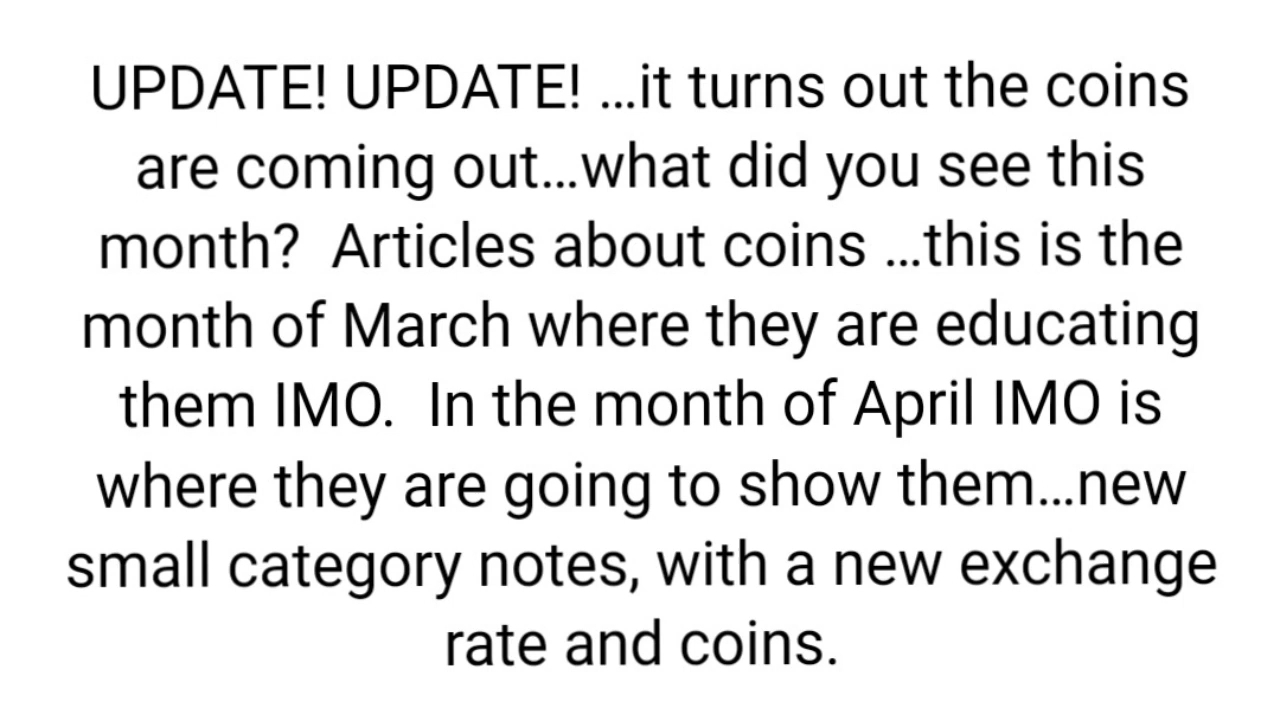 UPDATE! UPDATE! ...it turns out the coins
are coming out...what did you see this
month?  Articles about coins ...this is the
month of March where they are educating
them IMO.  In the month of April IMO is
where they are going to show them...new
small category notes, with a new exchange
rate and coins.